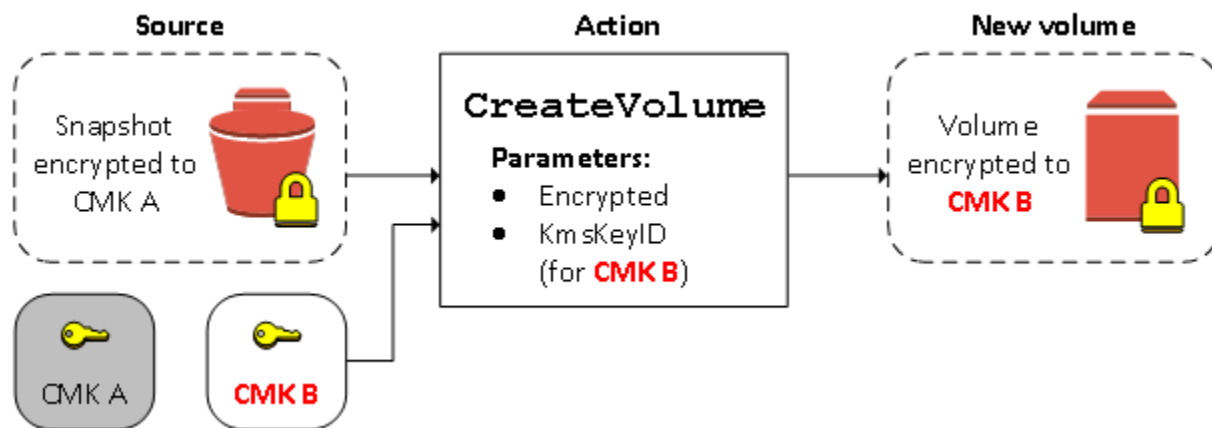 Source
Snapshot
encrypted to
CMK A
CMK A
CMK B
Action
CreateVolume
Parameters:
● Encrypted
● KmsKeyID
(for CMK B)
New volume
Volume
encrypted to
CMK B